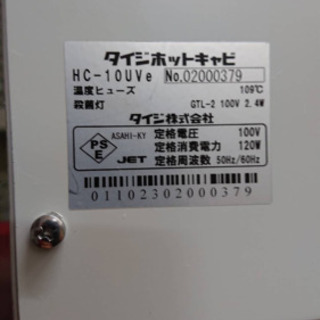 タイジホットキャビ
HC-10UVe No.02000379
温度ヒューズ 109℃
殺菌灯 GTL-2 100V 2.4W
タイジ株式会社
PS
E
ASAHI-KY
JET
定格電圧 100V
定格消費電力 120W
定格周波数 50Hz/60Hz
01102302000379